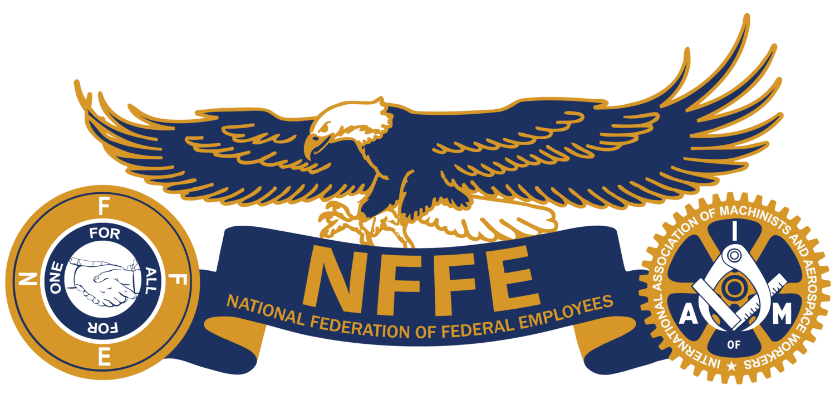 N F F E
ONE FOR ALL FOR
NFFE
NATIONAL FEDERATION OF FEDERAL EMPLOYEES
INTERNATIONAL ASSOCIATION OF MACHINISTS AND AEROSPACE WORKERS
I A OF M